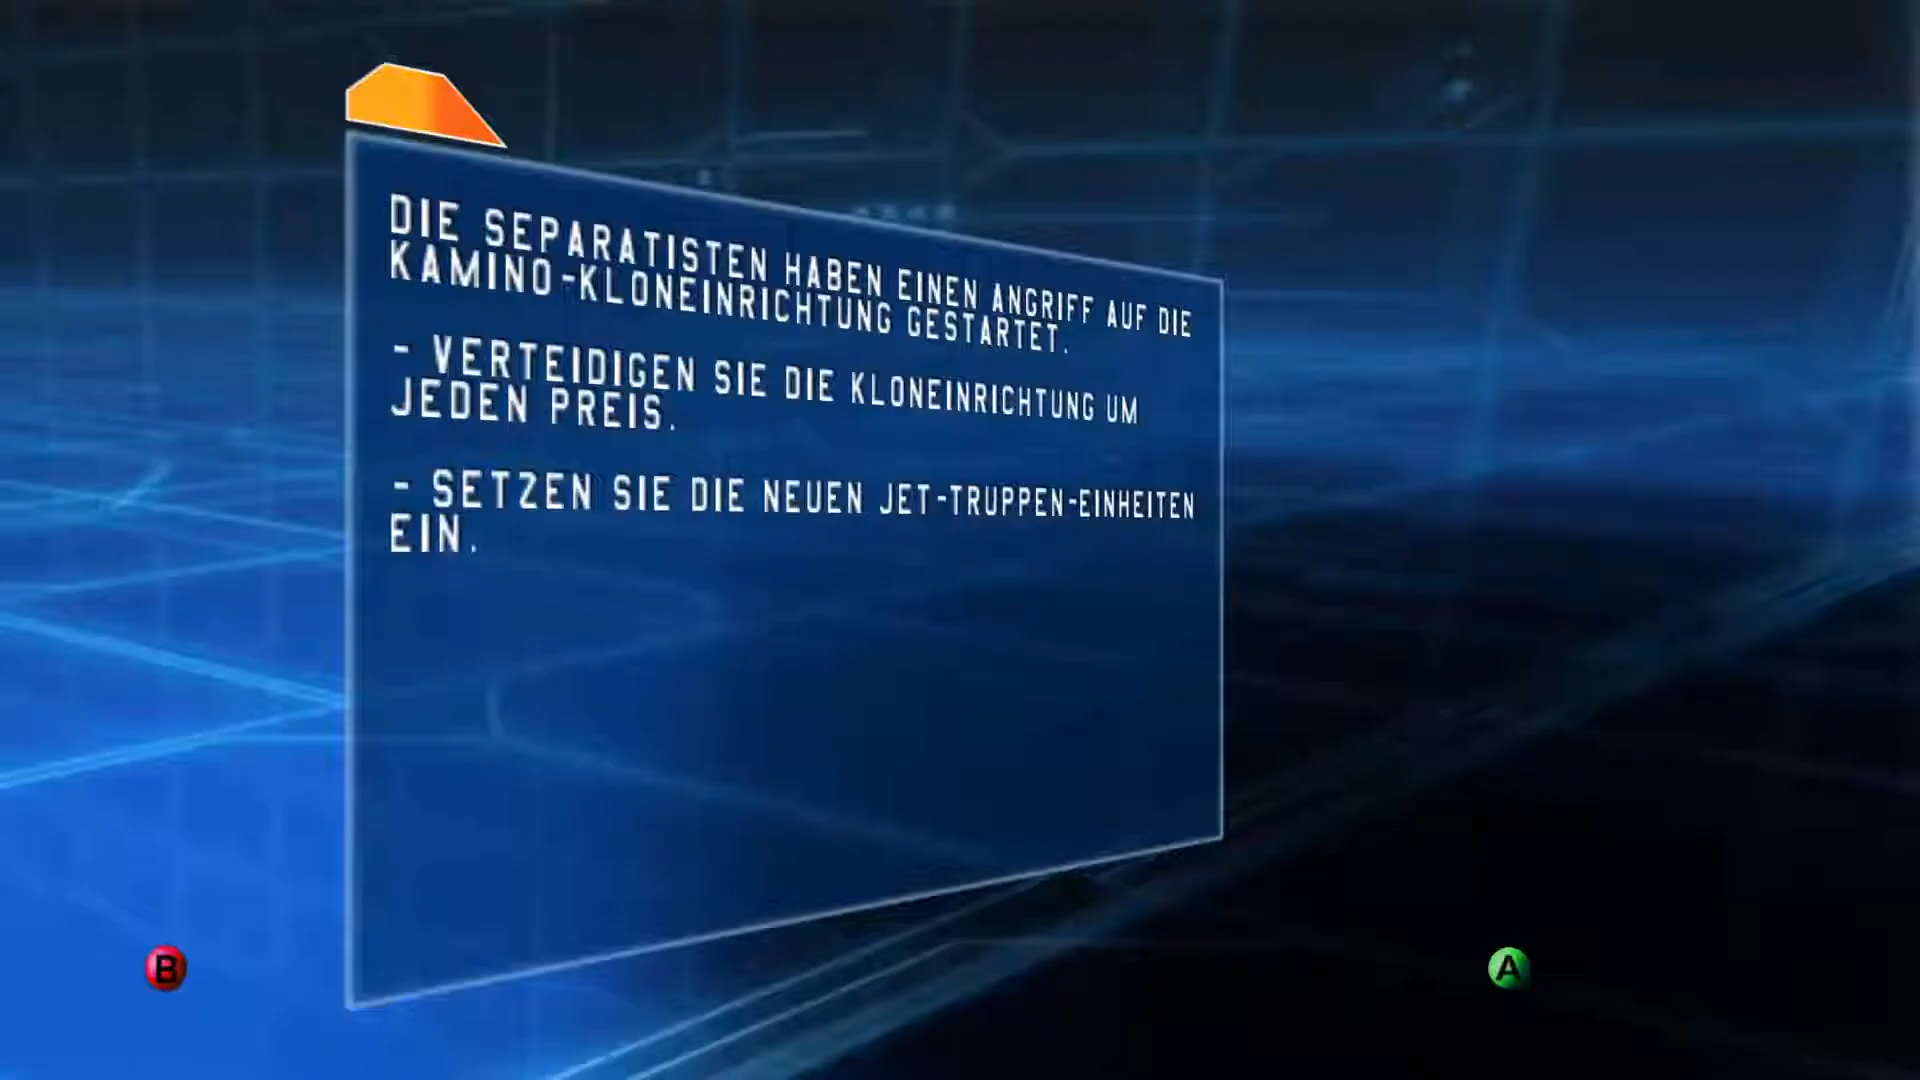 DIE SEPARATISTEN HABEN EINEN ANGRIFF AUF DIE
KAMINO-KLONEINRICHTUNG GESTARTET.
- VERTEIDIGEN SIE DIE KLONEINRICHTUNG UM
JEDEN PREIS.
- SETZEN SIE DIE NEUEN JET-TRUPPEN-EINHEITEN
EIN.
B
A